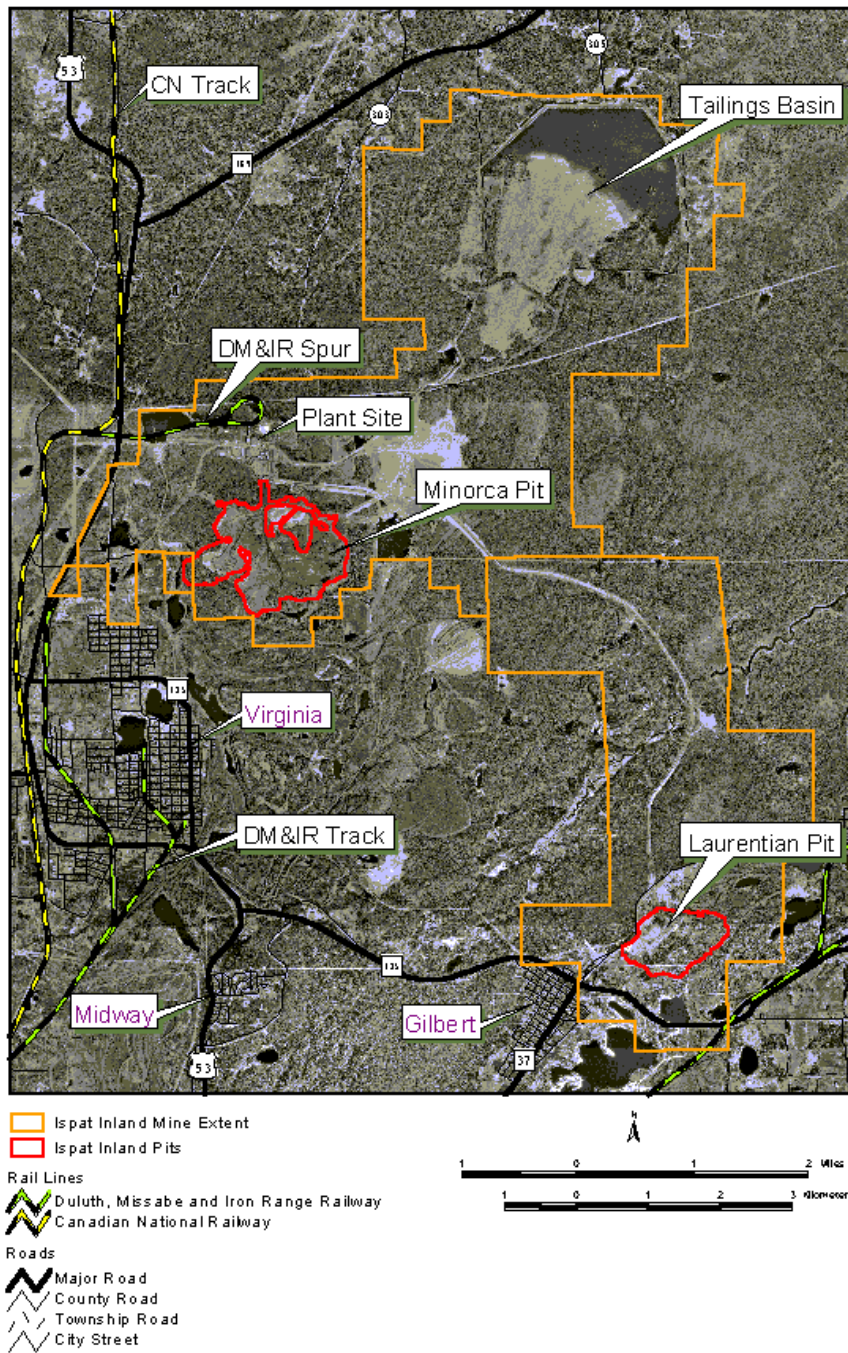 53
305
CN Track
Tailings Basin
303
169
DM&IR Spur
Plant Site
Minorca Pit
135
Virginia
DM&IR Track
Laurentian Pit
135
Midway
Gilbert
53
37
Ispat Inland Mine Extent
Ispat Inland Pits
N
Rail Lines
Duluth, Missabe and Iron Range Railway
Canadian National Railway
1 0 1 2 Miles
1 0 1 2 3 Kilometers
Roads
Major Road
County Road
Township Road
City Street